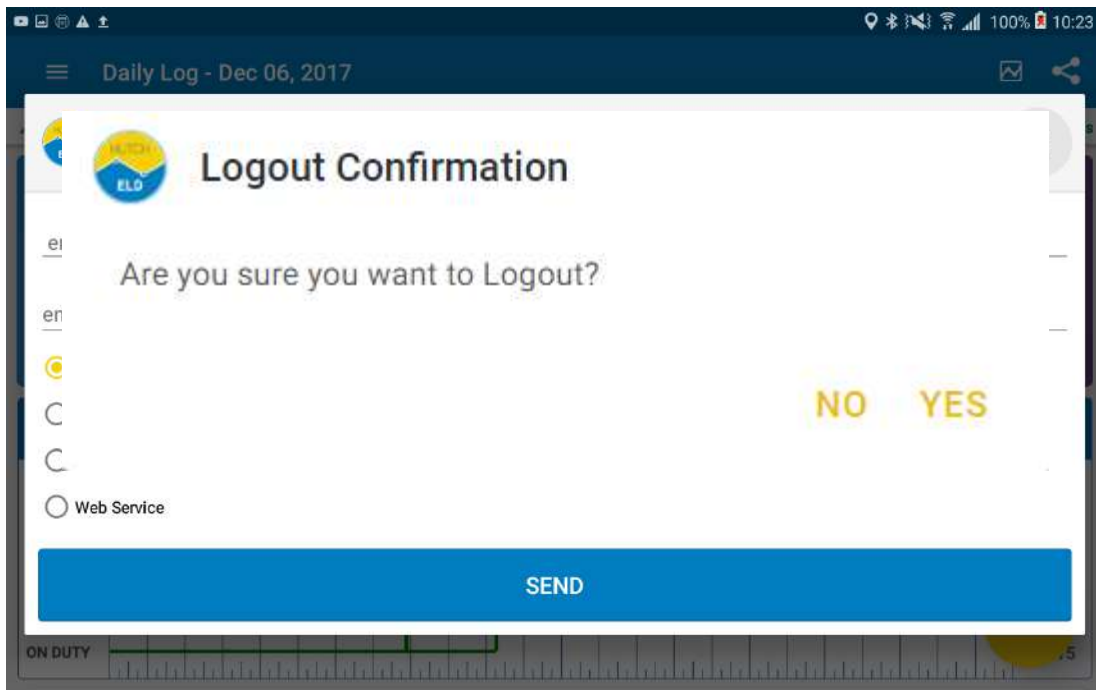 100% 10:23
Daily Log - Dec 06, 2017
HUTCH
ELD
Logout Confirmation
Are you sure you want to Logout?
NO YES
Web Service
SEND
ON DUTY